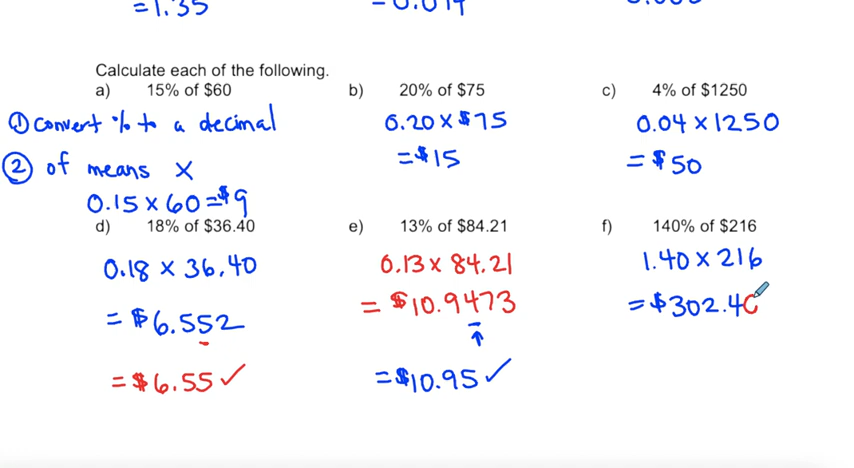 =1.35
Calculate each of the following.
a) 15% of $60
① convert % to a decimal
② of means ×
0.15 × 60 = $9
b) 20% of $75
0.20 × $75
= $15
c) 4% of $1250
0.04 × 1250
= $50
d) 18% of $36.40
0.18 × 36.40
= $6.552
= $6.55 ✓
e) 13% of $84.21
0.13 × 84.21
= $10.9473
↑
= $10.95 ✓
f) 140% of $216
1.40 × 216
= $302.40